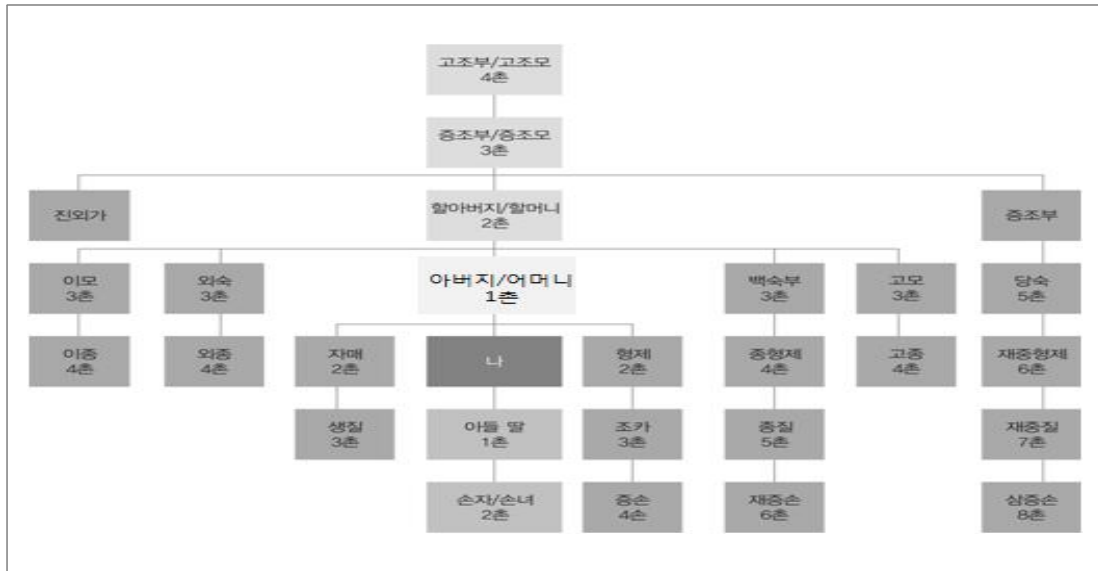 고조부/고조모
4촌
증조부/증조모
3촌
진외가
할아버지/할머니
2촌
증조부
이모
3촌
외숙
3촌
아버지/어머니
1촌
백숙부
3촌
고모
3촌
당숙
5촌
이종
4촌
외종
4촌
자매
2촌
나
형제
2촌
종형제
4촌
고종
4촌
재종형제
6촌
생질
3촌
아들 딸
1촌
조카
3촌
종질
5촌
재종질
7촌
손자/손녀
2촌
종손
4손
재종손
6촌
삼종손
8촌